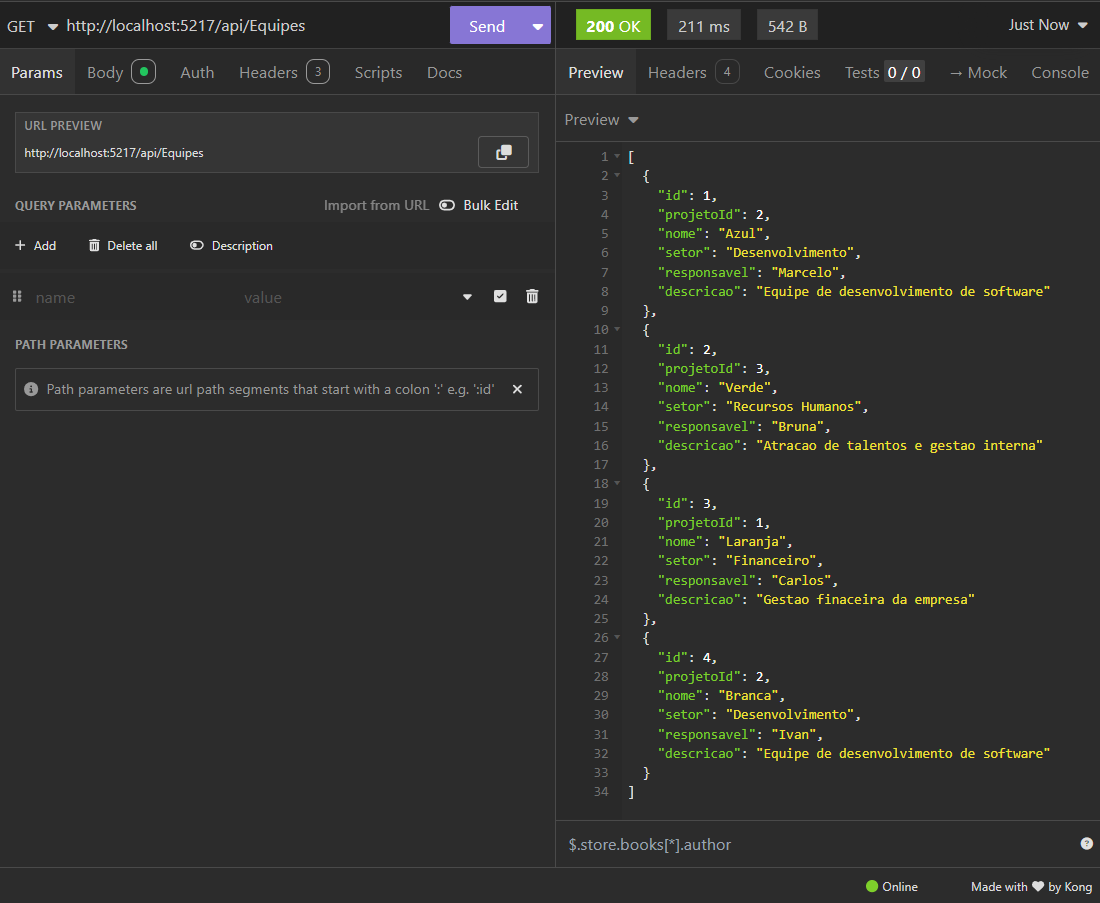 GET http://localhost:5217/api/Equipes Send
Params Body Auth Headers 3 Scripts Docs
URL PREVIEW
http://localhost:5217/api/Equipes
QUERY PARAMETERS Import from URL Bulk Edit
+ Add Delete all Description
name value
PATH PARAMETERS
Path parameters are url path segments that start with a colon ':' e.g. ':id' ×
200 OK 211 ms 542 B Just Now
Preview Headers 4 Cookies Tests 0 / 0 → Mock Console
Preview
1 [
2 {
3 "id": 1,
4 "projetoId": 2,
5 "nome": "Azul",
6 "setor": "Desenvolvimento",
7 "responsavel": "Marcelo",
8 "descricao": "Equipe de desenvolvimento de software"
9 },
10 {
11 "id": 2,
12 "projetoId": 3,
13 "nome": "Verde",
14 "setor": "Recursos Humanos",
15 "responsavel": "Bruna",
16 "descricao": "Atracao de talentos e gestao interna"
17 },
18 {
19 "id": 3,
20 "projetoId": 1,
21 "nome": "Laranja",
22 "setor": "Financeiro",
23 "responsavel": "Carlos",
24 "descricao": "Gestao finaceira da empresa"
25 },
26 {
27 "id": 4,
28 "projetoId": 2,
29 "nome": "Branca",
30 "setor": "Desenvolvimento",
31 "responsavel": "Ivan",
32 "descricao": "Equipe de desenvolvimento de software"
33 }
34 ]
$.store.books[*].author
Online Made with ♥ by Kong